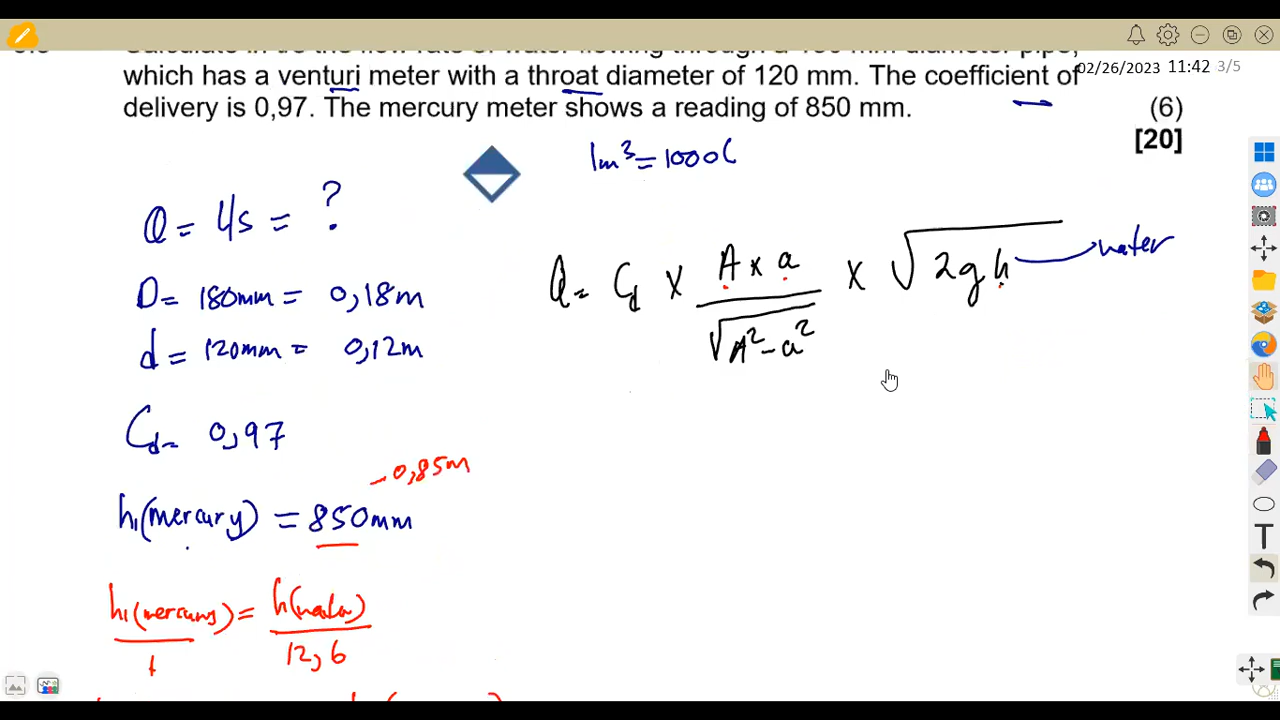 which has a venturi meter with a throat diameter of 120 mm. The coefficient of
02/26/2023 11:42 3/5
delivery is 0,97. The mercury meter shows a reading of 850 mm.
(6)
[20]
1m³ = 1000l
Q = l/s = ?
D = 180mm = 0,18m
d = 120mm = 0,12m
Q = Cd x A x a / √A² - a² x √2gh water
Cd = 0,97
0,85m
h₁(mercury) = 850mm
h₁(mercury) / 1 = h(water) / 12,6
T